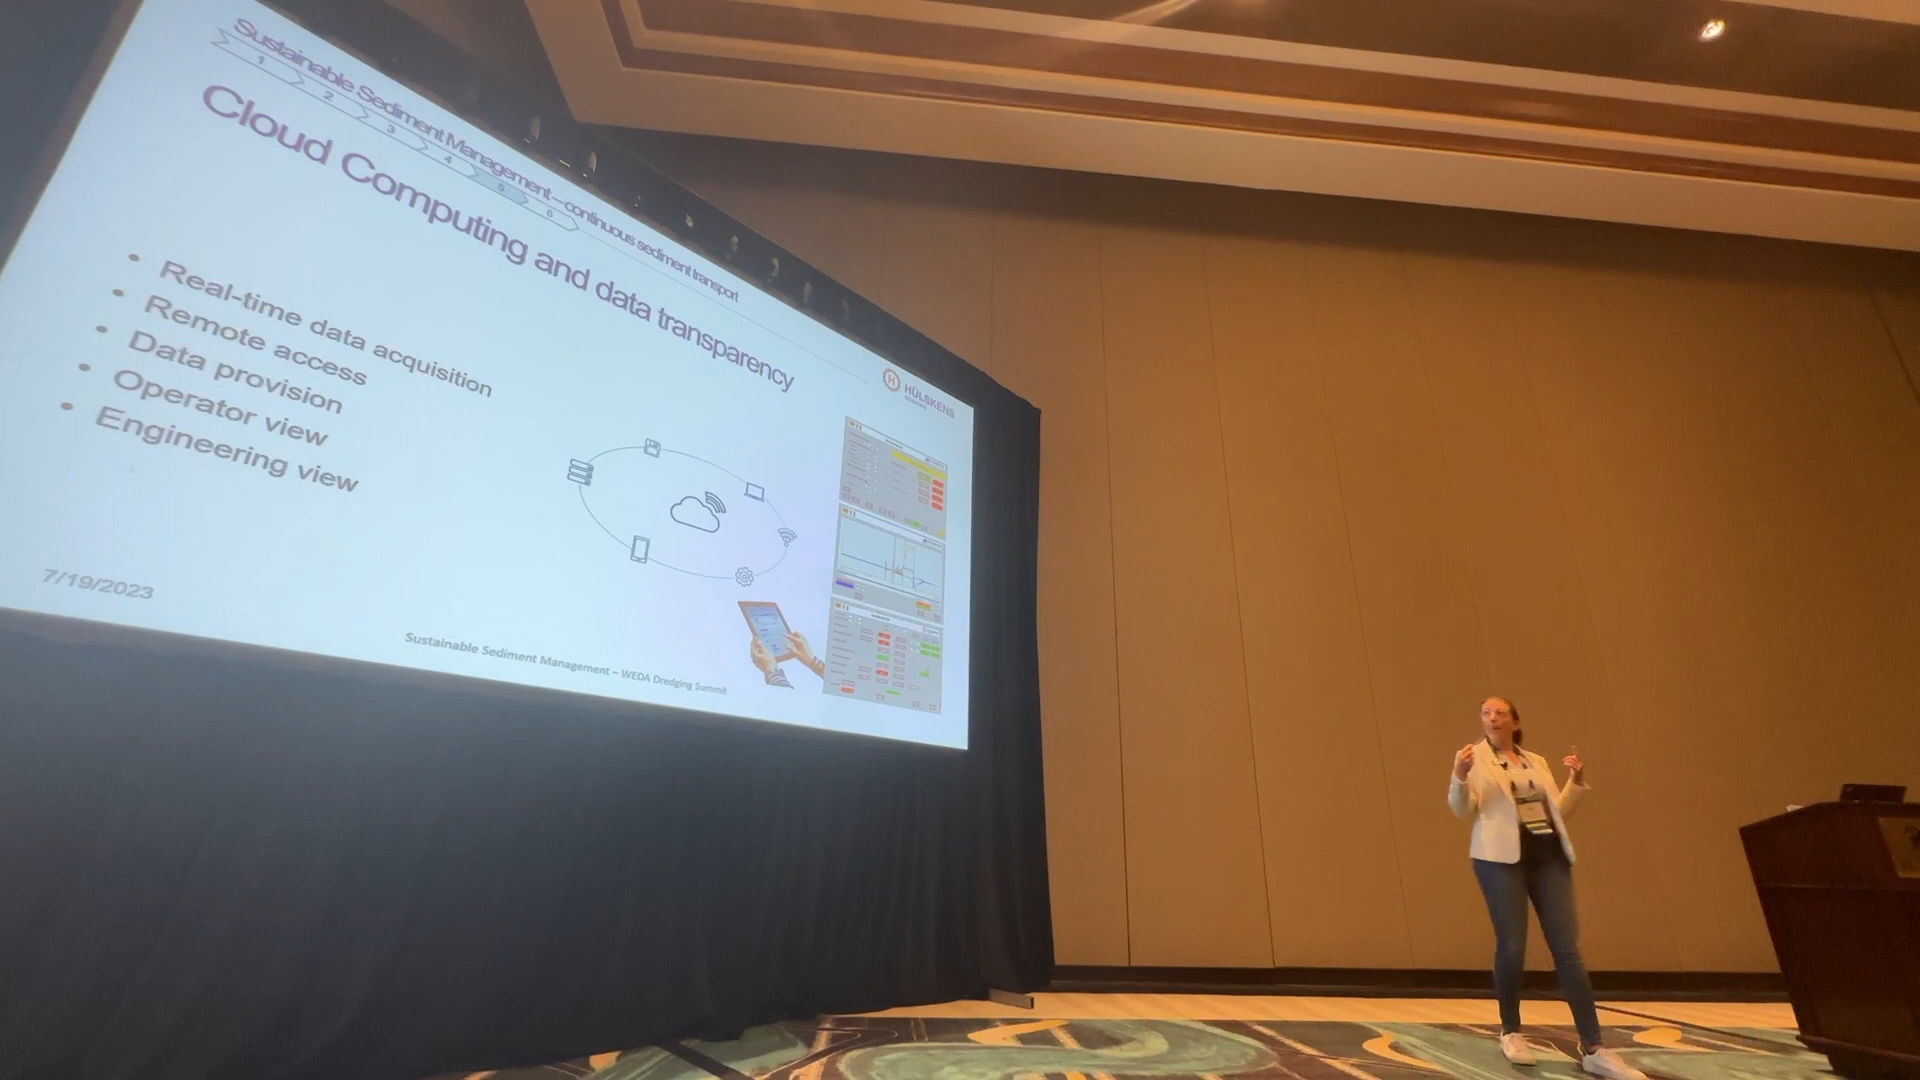 Sustainable Sediment Management – continuous sediment transport
1 2 3 4 5 6
Cloud Computing and data transparency
H HÜLSKENS
• Real-time data acquisition
• Remote access
• Data provision
• Operator view
• Engineering view
7/19/2023
Sustainable Sediment Management – WEDA Dredging Summit